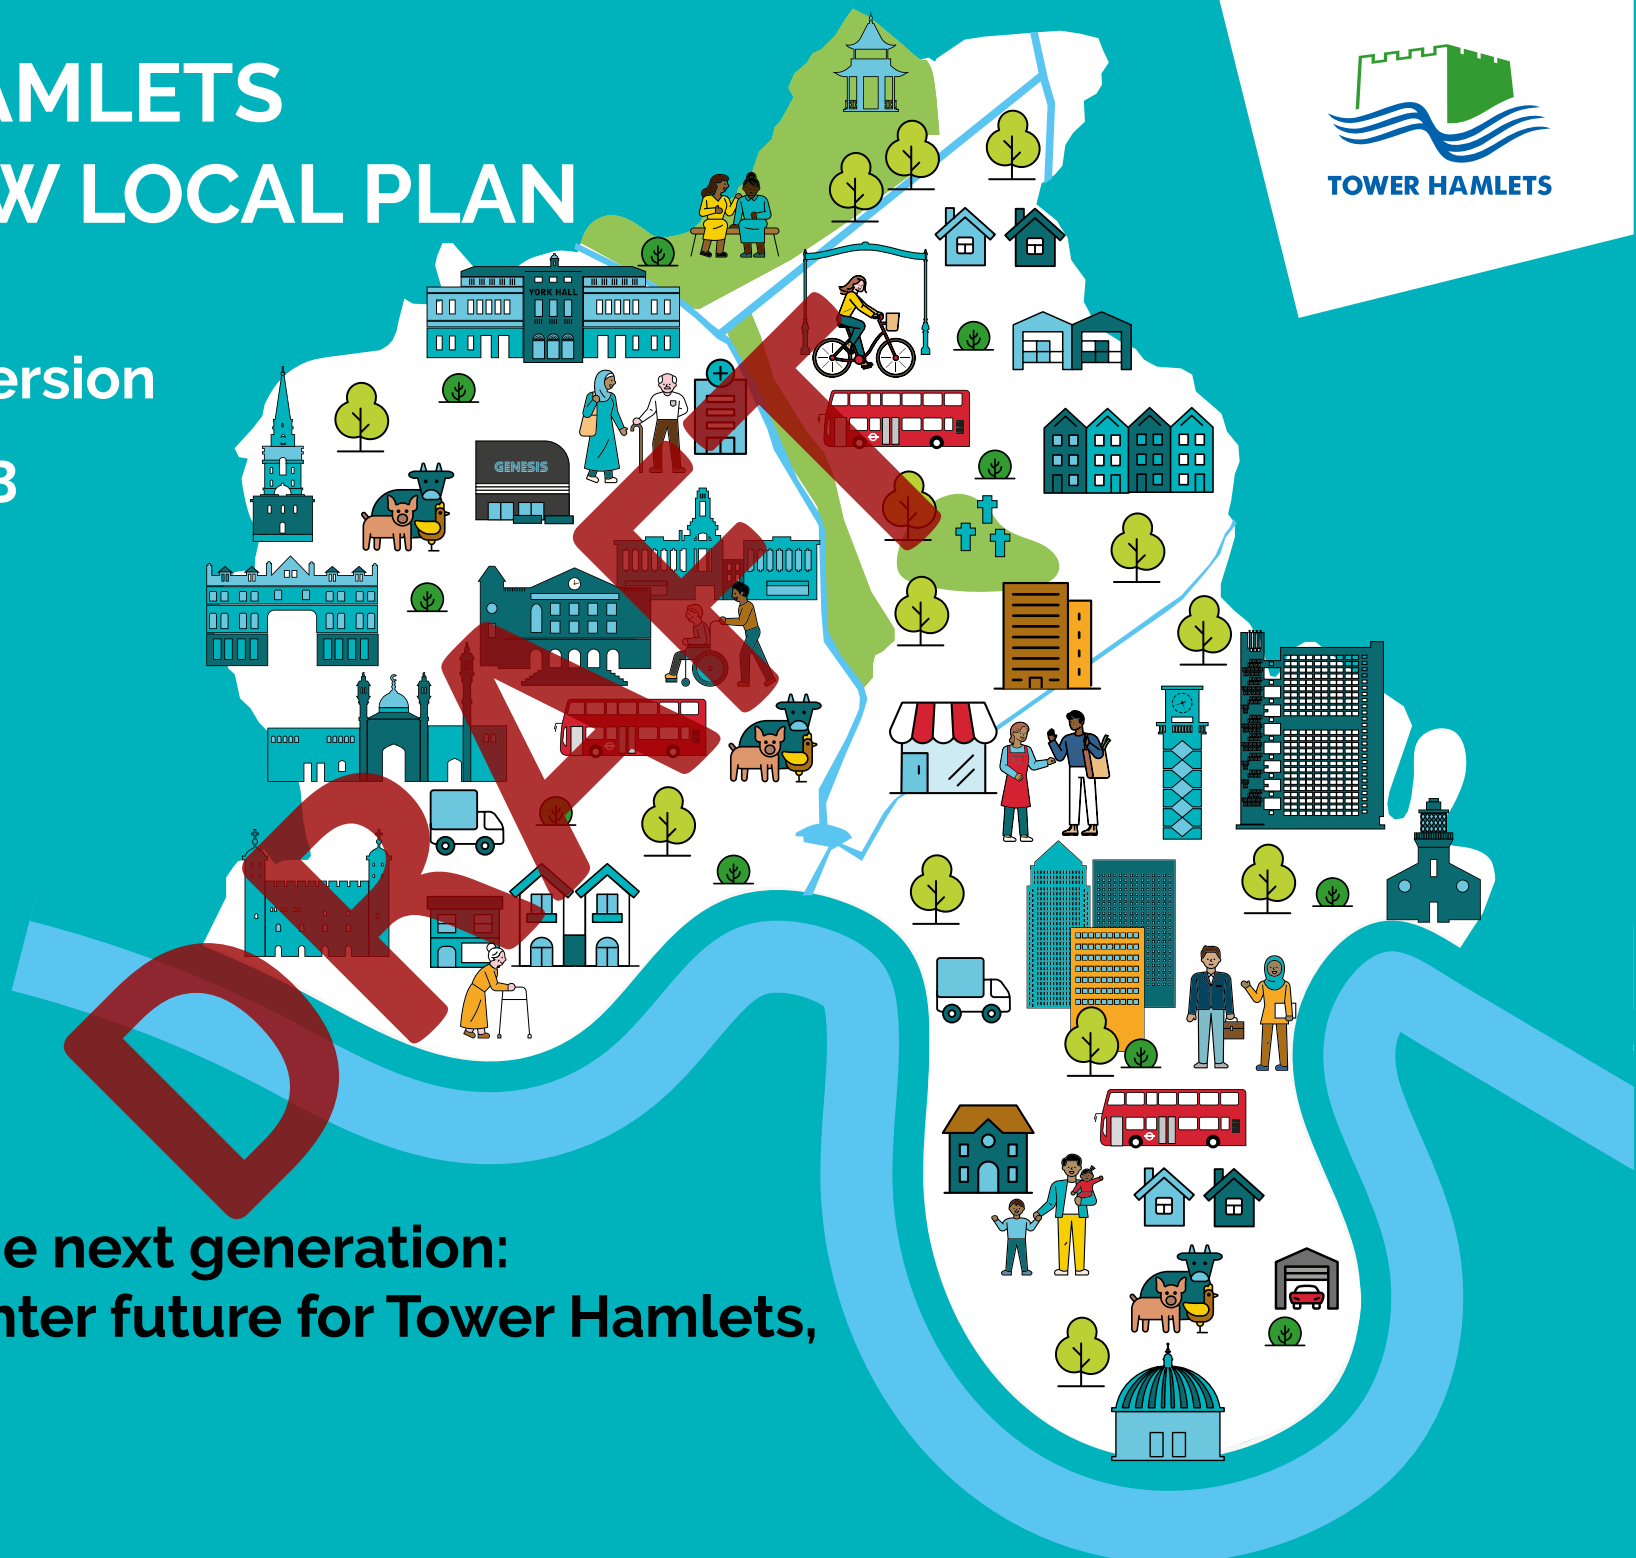 AMLETS
W LOCAL PLAN
TOWER HAMLETS
YORK HALL
ersion
3
GENESIS
DRAFT
e next generation:
nter future for Tower Hamlets,